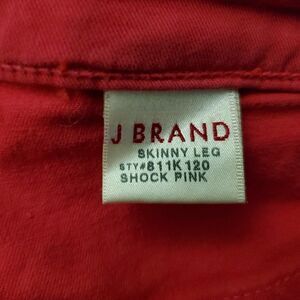 J BRAND
SKINNY LEG
STY#811K120
SHOCK PINK